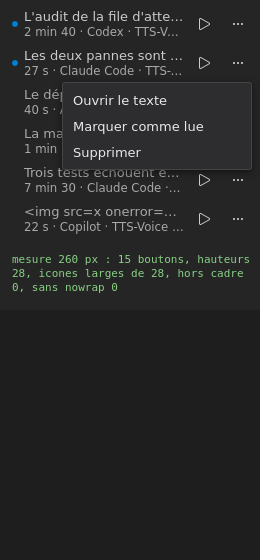 L'audit de la file d'atte...
2 min 40 · Codex · TTS-V...
Les deux pannes sont ...
27 s · Claude Code · TTS-...
Le dé
40 s ·
Ouvrir le texte
La ma
Marquer comme lue
1 min
Supprimer
Trois tests échouent e...
7 min 30 · Claude Code ·...
<img src=x onerror=...
22 s · Copilot · TTS-Voice ...
mesure 260 px : 15 boutons, hauteurs
28, icones larges de 28, hors cadre
0, sans nowrap 0